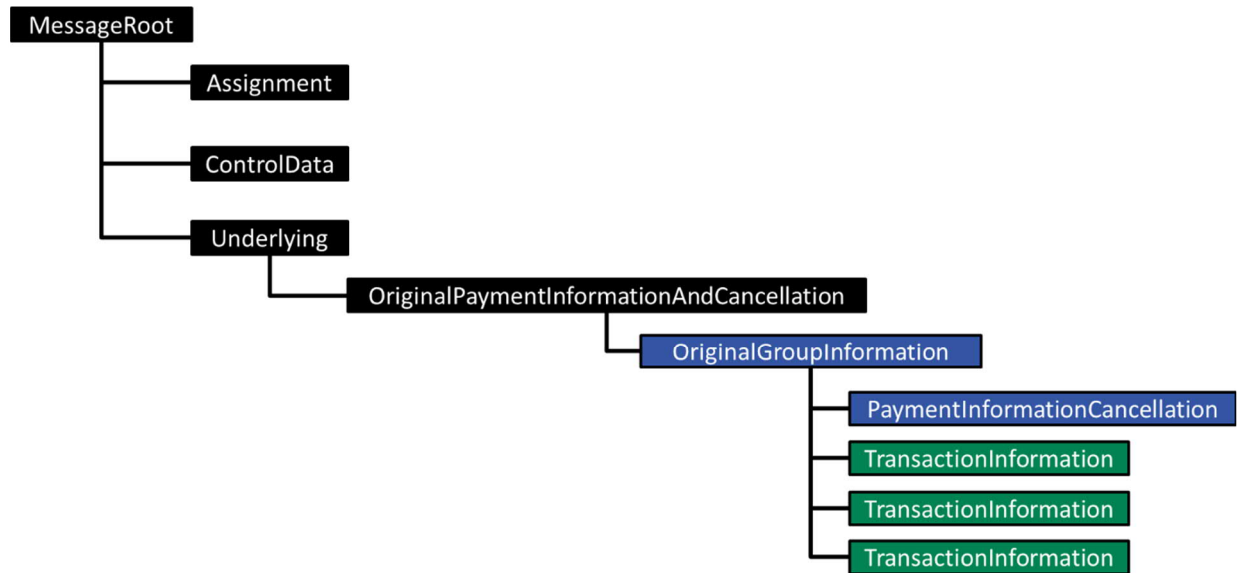 MessageRoot
Assignment
ControlData
Underlying
OriginalPaymentInformationAndCancellation
OriginalGroupInformation
PaymentInformationCancellation
TransactionInformation
TransactionInformation
TransactionInformation